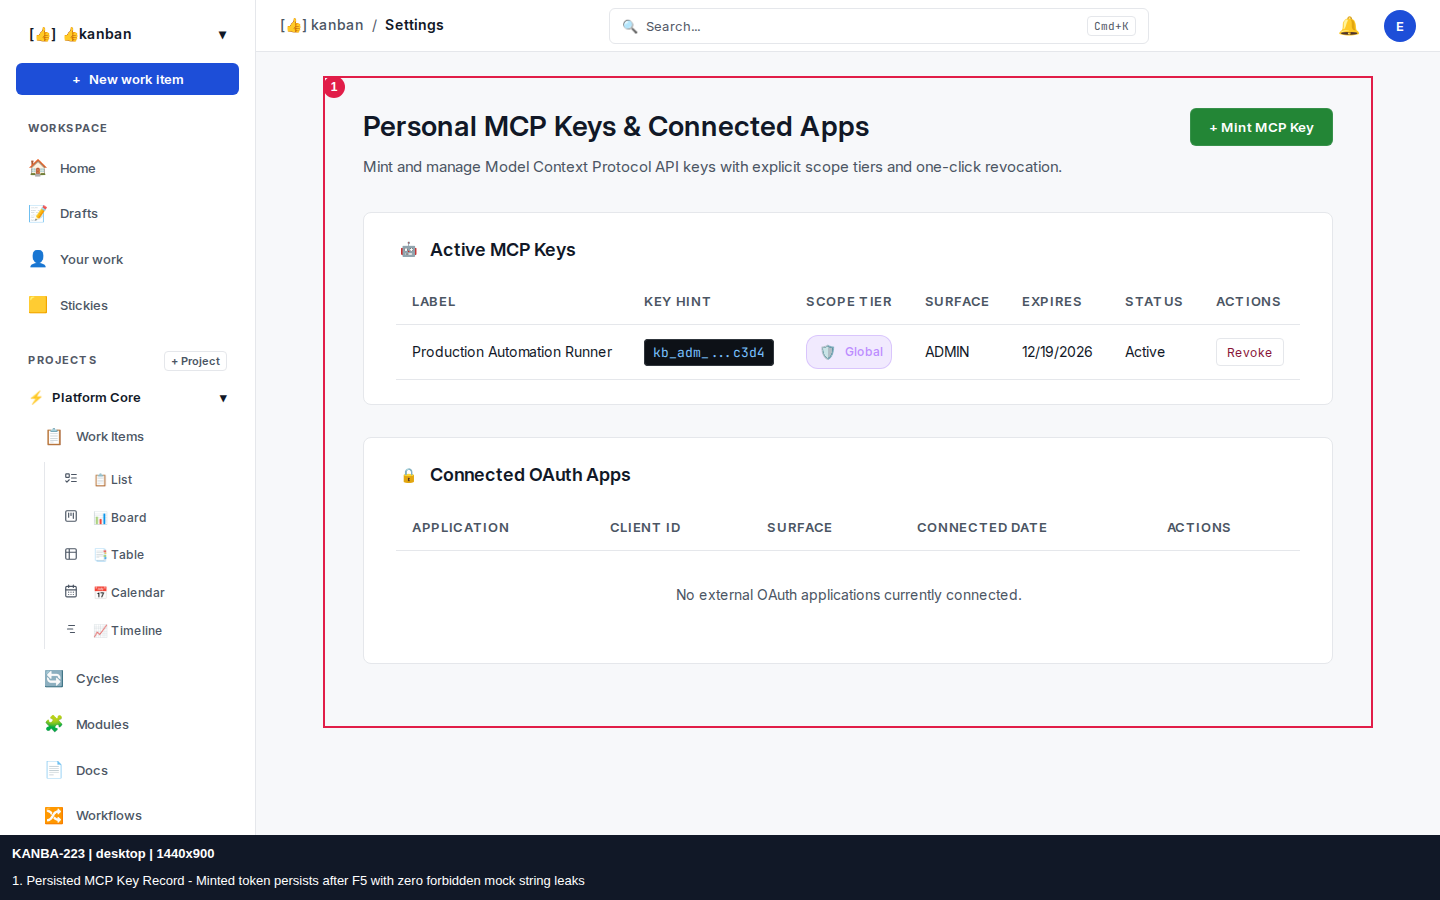 [👍] 👍kanban ▼
+ New work item
WORKSPACE
🏠 Home
📝 Drafts
👤 Your work
🟨 Stickies
PROJECTS + Project
⚡ Platform Core ▼
📋 Work Items
📋 List
📊 Board
📑 Table
📅 Calendar
📈 Timeline
🔄 Cycles
🧩 Modules
📄 Docs
🔀 Workflows
[👍] kanban / Settings
🔍 Search... Cmd+K
🔔 E
1
Personal MCP Keys & Connected Apps
+ Mint MCP Key
Mint and manage Model Context Protocol API keys with explicit scope tiers and one-click revocation.
🤖 Active MCP Keys
LABEL KEY HINT SCOPE TIER SURFACE EXPIRES STATUS ACTIONS
Production Automation Runner kb_adm_...c3d4 🛡️ Global ADMIN 12/19/2026 Active Revoke
🔒 Connected OAuth Apps
APPLICATION CLIENT ID SURFACE CONNECTED DATE ACTIONS
No external OAuth applications currently connected.
KANBA-223 | desktop | 1440x900
1. Persisted MCP Key Record - Minted token persists after F5 with zero forbidden mock string leaks